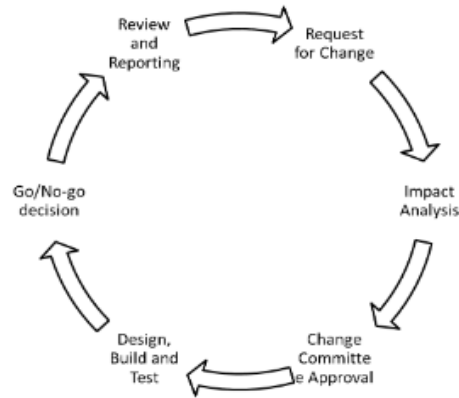 Review
and
Reporting
Request
for Change
Impact
Analysis
Change
Committe
e Approval
Design,
Build and
Test
Go/No-go
decision